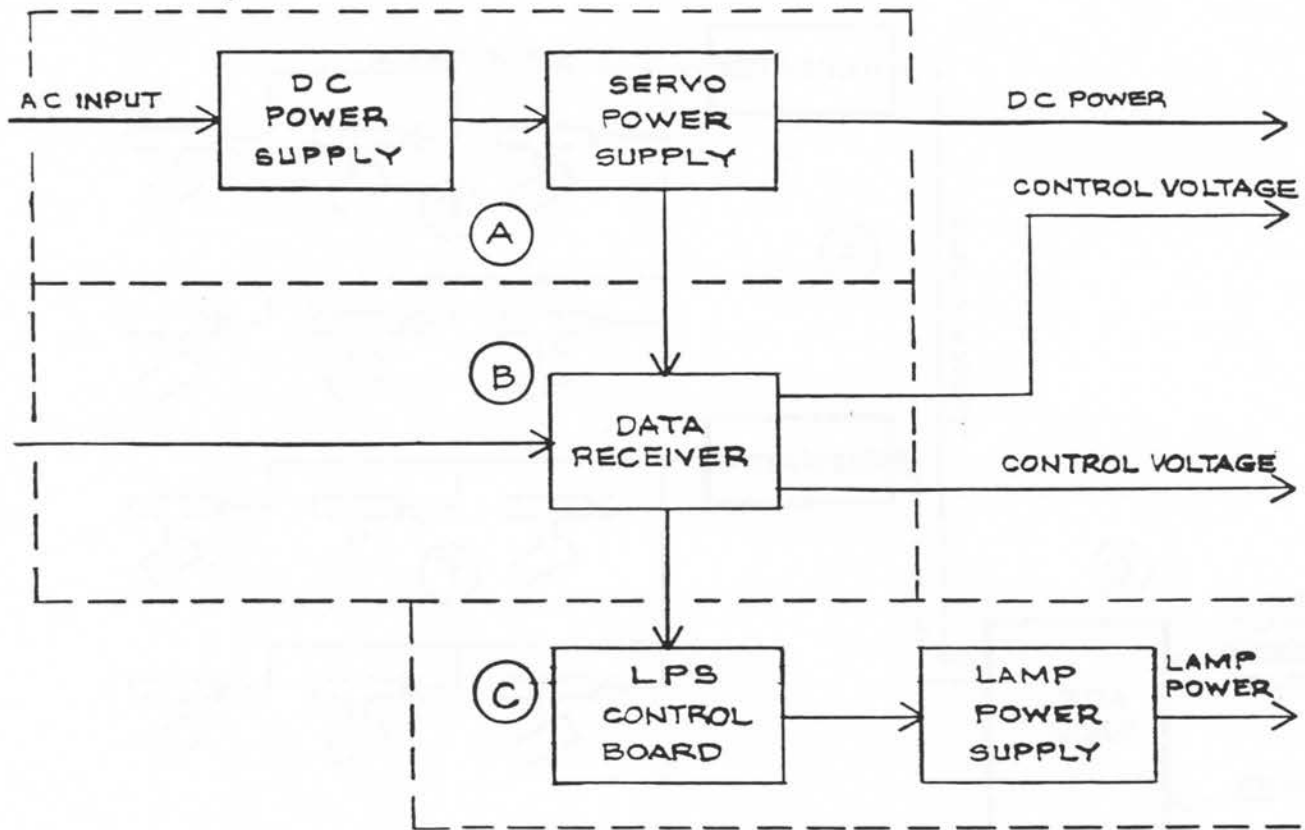 AC INPUT
DC
POWER
SUPPLY
SERVO
POWER
SUPPLY
DC POWER
CONTROL VOLTAGE
A
B
DATA
RECEIVER
CONTROL VOLTAGE
C
LPS
CONTROL
BOARD
LAMP
POWER
SUPPLY
LAMP
POWER